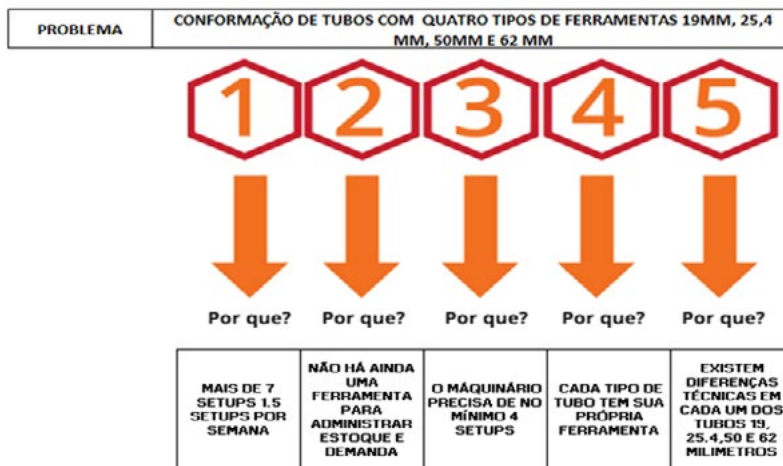 PROBLEMA
CONFORMAÇÃO DE TUBOS COM QUATRO TIPOS DE FERRAMENTAS 19MM, 25,4
MM, 50MM E 62 MM
1 2 3 4 5
Por que? Por que? Por que? Por que? Por que?
MAIS DE 7
SETUPS 1.5
SETUPS POR
SEMANA
NÃO HÁ AINDA
UMA
FERRAMENTA
PARA
ADMINISTRAR
ESTOQUE E
DEMANDA
O MÁQUINÁRIO
PRECISA DE NO
MÍNIMO 4
SETUPS
CADA TIPO DE
TUBO TEM SUA
PRÓPRIA
FERRAMENTA
EXISTEM
DIFERENÇAS
TÉCNICAS EM
CADA UM DOS
TUBOS 19,
25.4,50 E 62
MILIMETROS